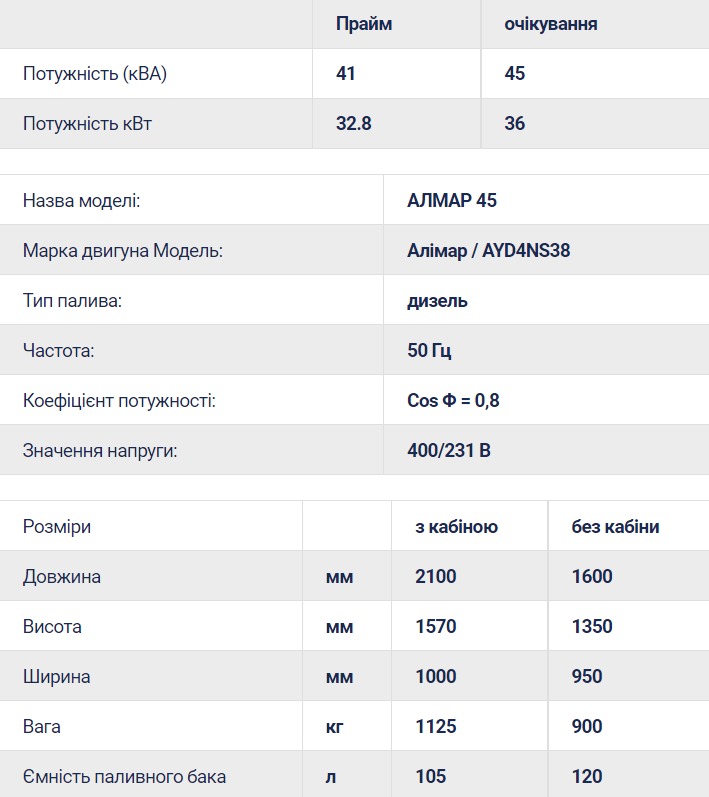 Прайм очікування
Потужність (кВА) 41 45
Потужність кВт 32.8 36
Назва моделі: АЛМАР 45
Марка двигуна Модель: Алімар / AYD4NS38
Тип палива: дизель
Частота: 50 Гц
Коефіцієнт потужності: Cos Ф = 0,8
Значення напруги: 400/231 В
Розміри з кабіною без кабіни
Довжина мм 2100 1600
Висота мм 1570 1350
Ширина мм 1000 950
Вага кг 1125 900
Ємність паливного бака л 105 120